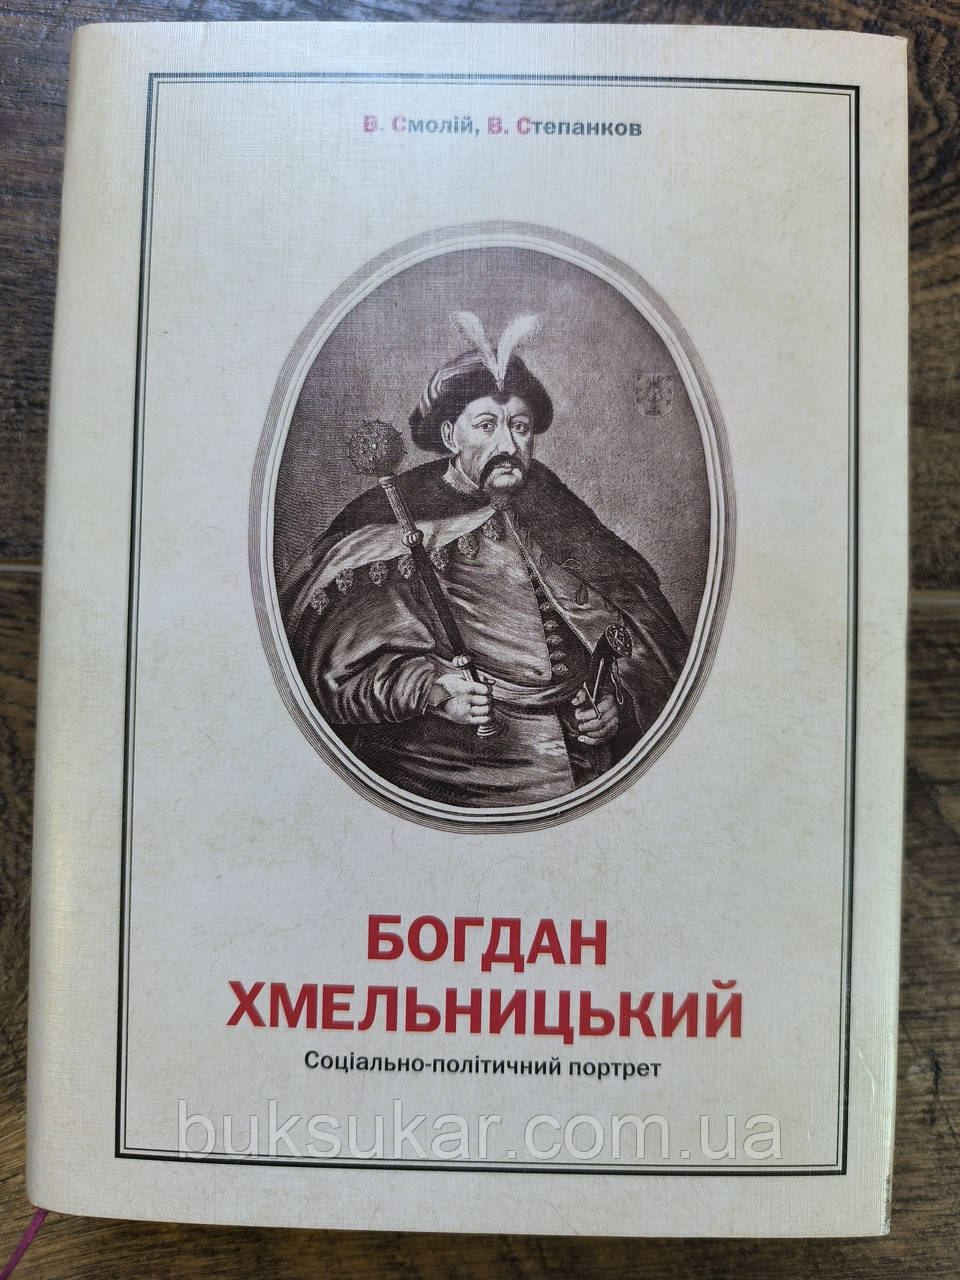 В. Смолій, В. Степанков
БОГДАН
ХМЕЛЬНИЦЬКИЙ
Соціально-політичний портрет
buksukar.com.ua